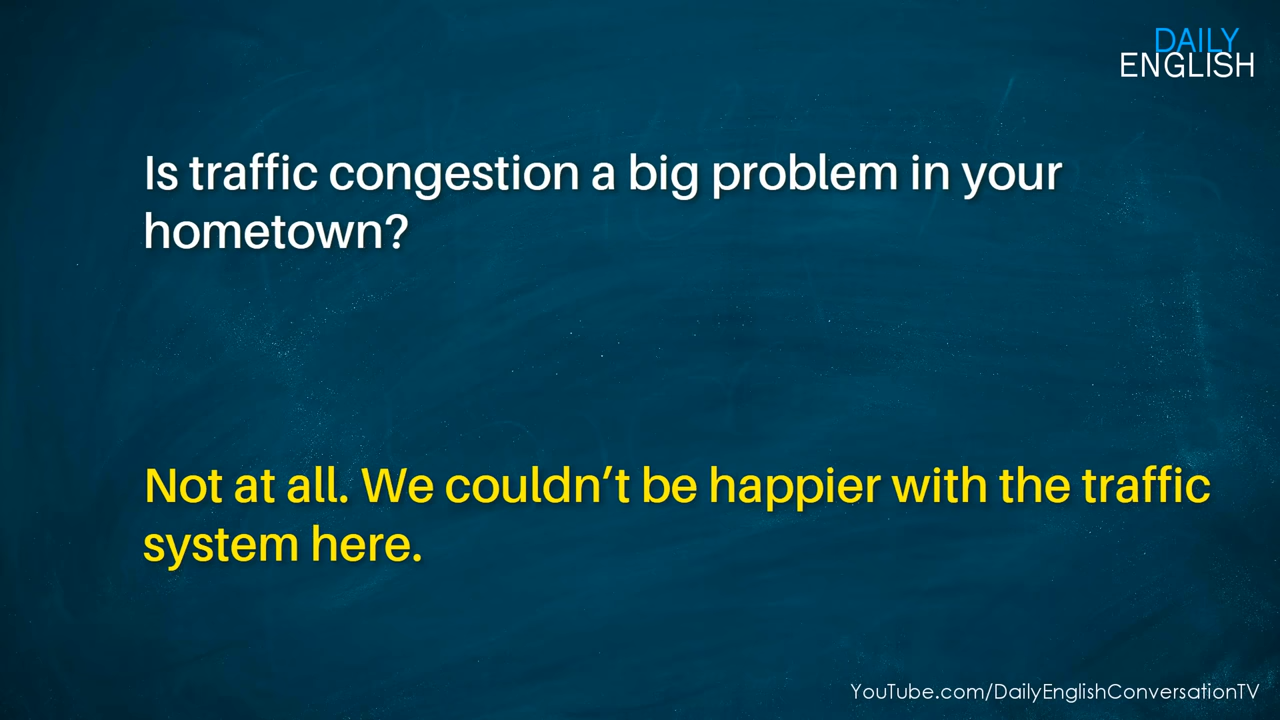 DAILY
ENGLISH
Is traffic congestion a big problem in your
hometown?
Not at all. We couldn’t be happier with the traffic
system here.
YouTube.com/DailyEnglishConversationTV